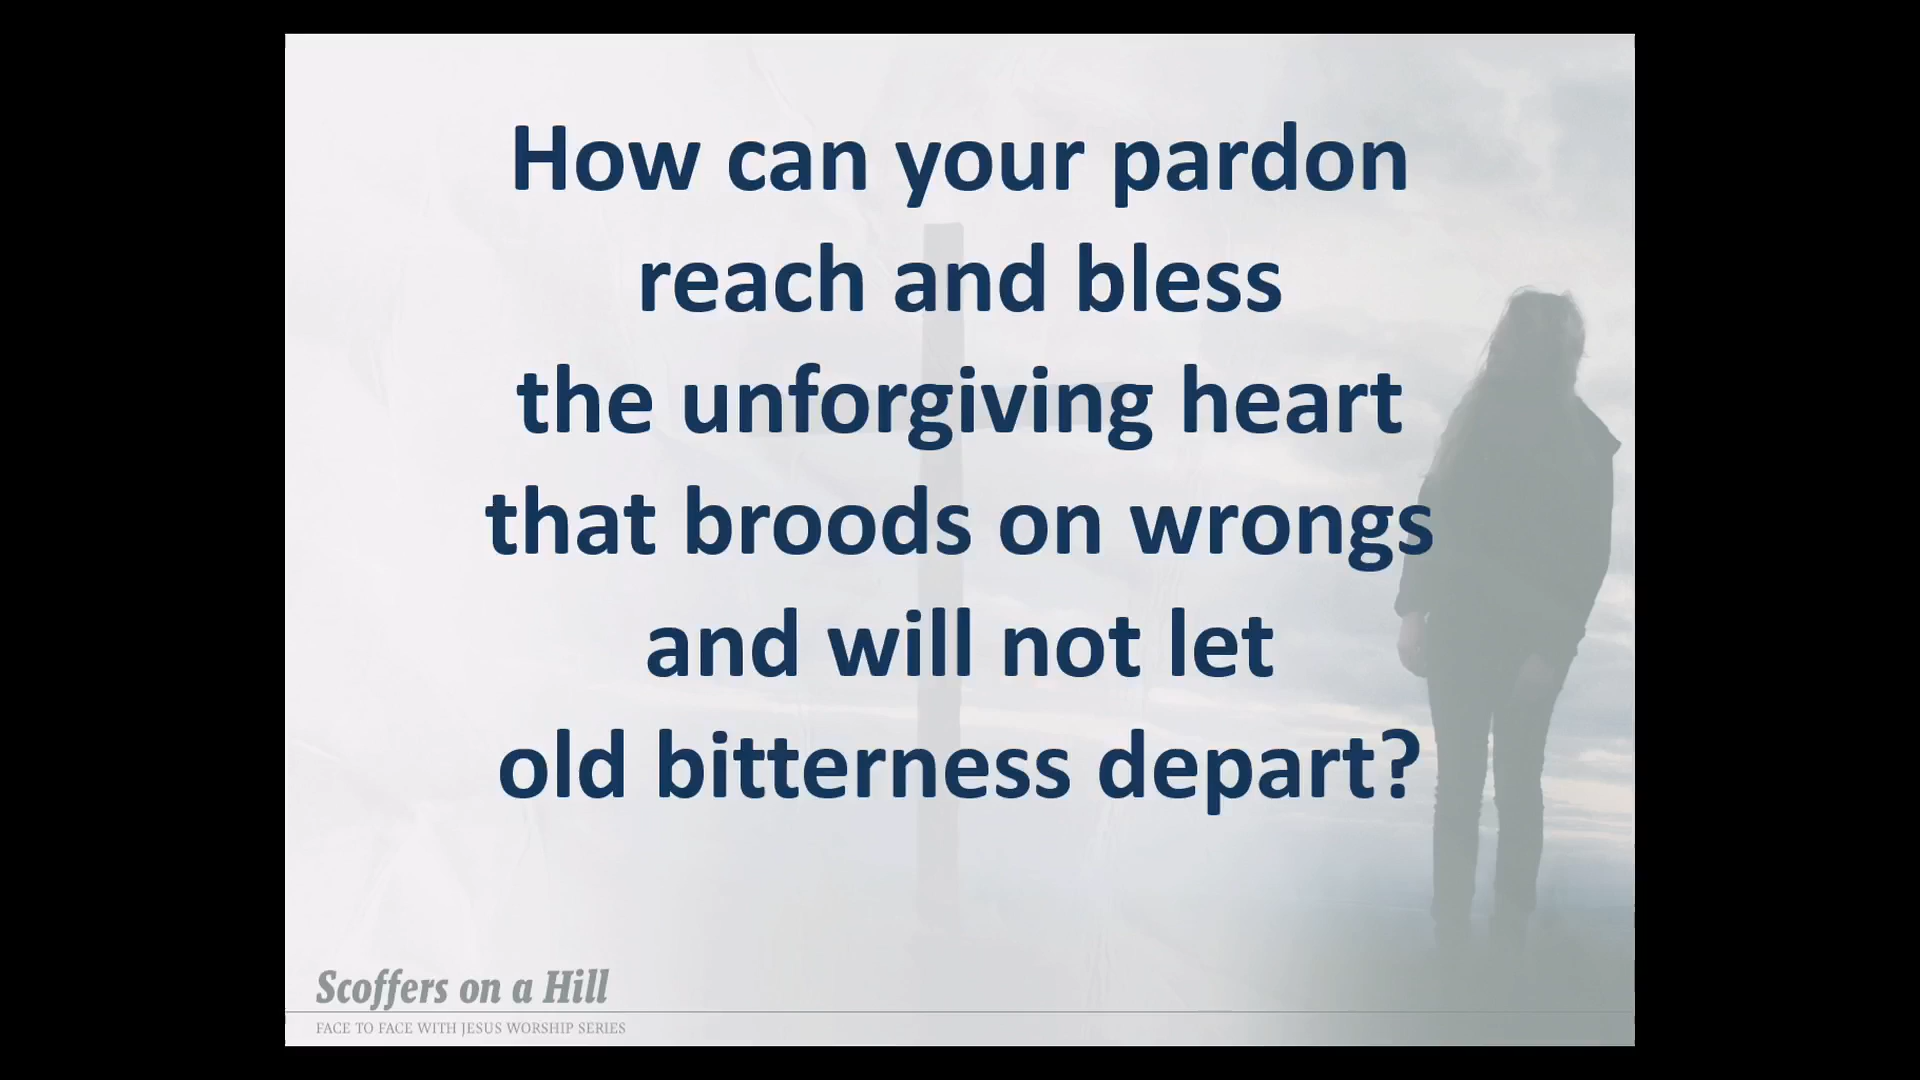 How can your pardon
reach and bless
the unforgiving heart
that broods on wrongs
and will not let
old bitterness depart?
Scoffers on a Hill
FACE TO FACE WITH JESUS WORSHIP SERIES